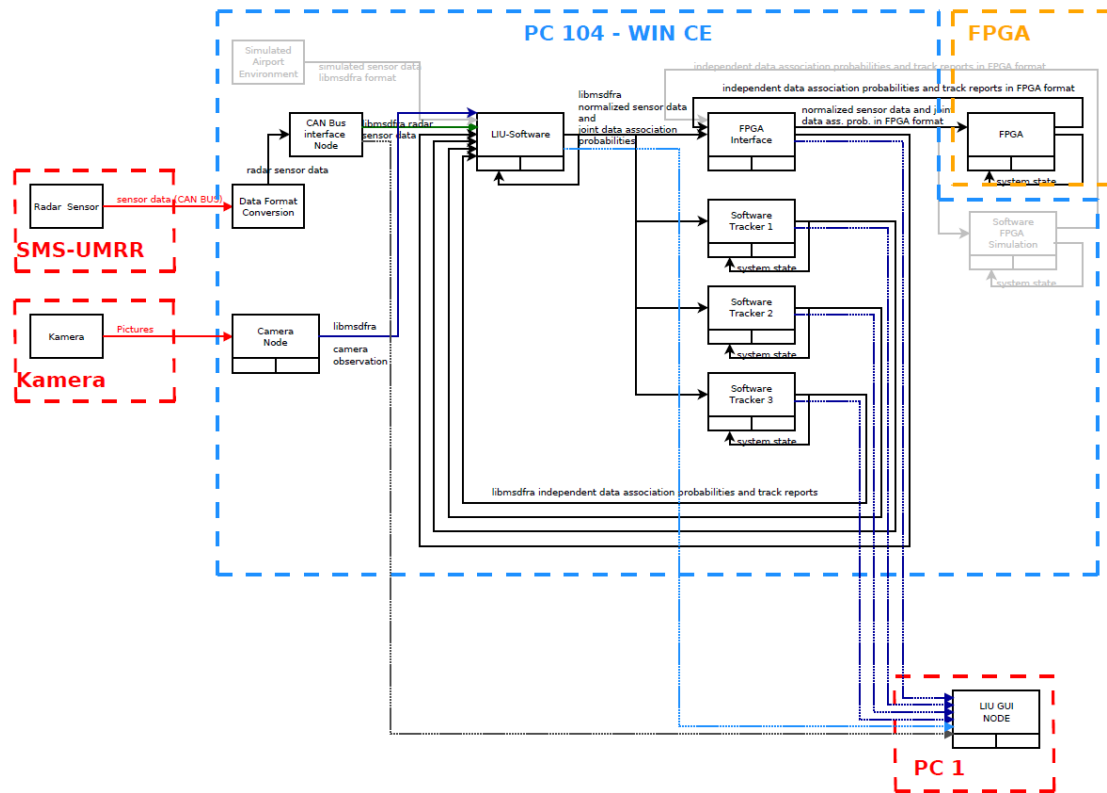 PC 104 - WIN CE
FPGA
Simulated
Airport
Environment
simulated sensor data
libmsdfra format
independent data association probabilities and track reports in FPGA format
independent data association probabilities and track reports in FPGA format
libmsdfra
normalized sensor data
and
joint data association
probabilities
normalized sensor data and join
data ass. prob. in FPGA format
CAN Bus
interface
Node
libmsdfra radar
sensor data
LIU-Software
FPGA
Interface
FPGA
system state
radar sensor data
Radar Sensor
sensor data (CAN BUS)
Data Format
Conversion
SMS-UMRR
Software
Tracker 1
system state
Software
FPGA
Simulation
system state
Kamera
Pictures
Camera
Node
libmsdfra
camera
observation
Kamera
Software
Tracker 2
system state
Software
Tracker 3
system state
libmsdfra independent data association probabilities and track reports
LIU GUI
NODE
PC 1